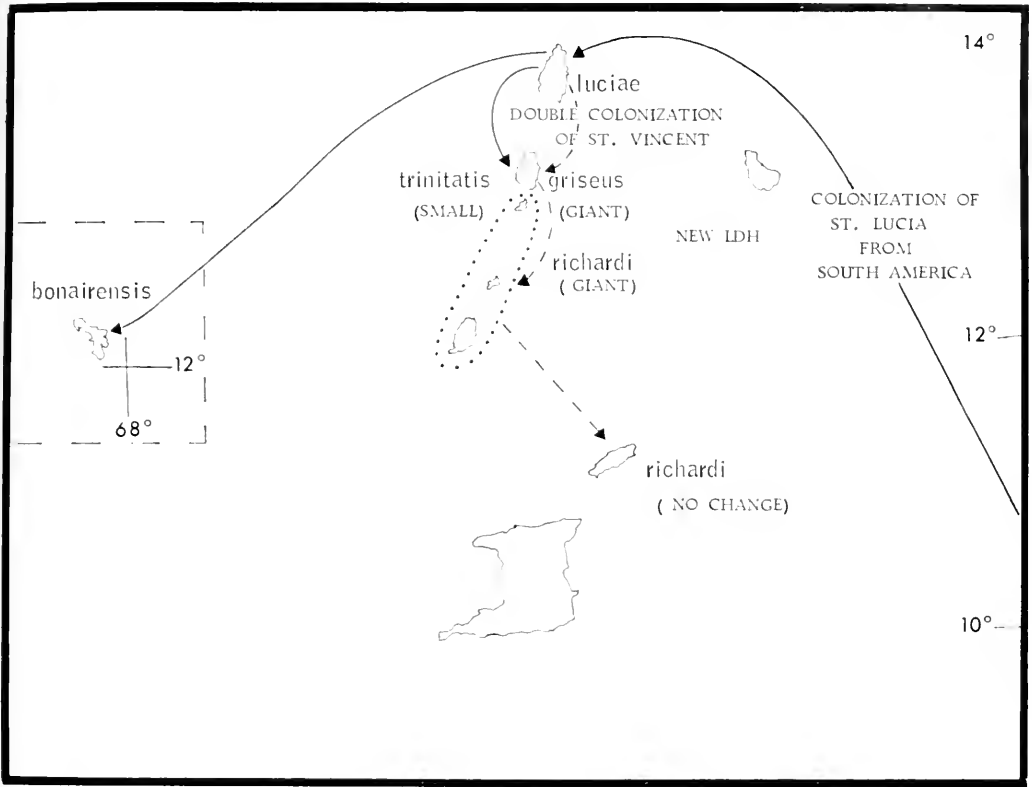 14°
luciae
DOUBLE COLONIZATION
OF ST. VINCENT
trinitatis
(SMALL)
griseus
(GIANT)
COLONIZATION OF
ST. LUCIA
FROM
SOUTH AMERICA
NEW LDH
richardi
( GIANT)
bonairensis
12°
68°
12°
richardi
( NO CHANGE)
10°